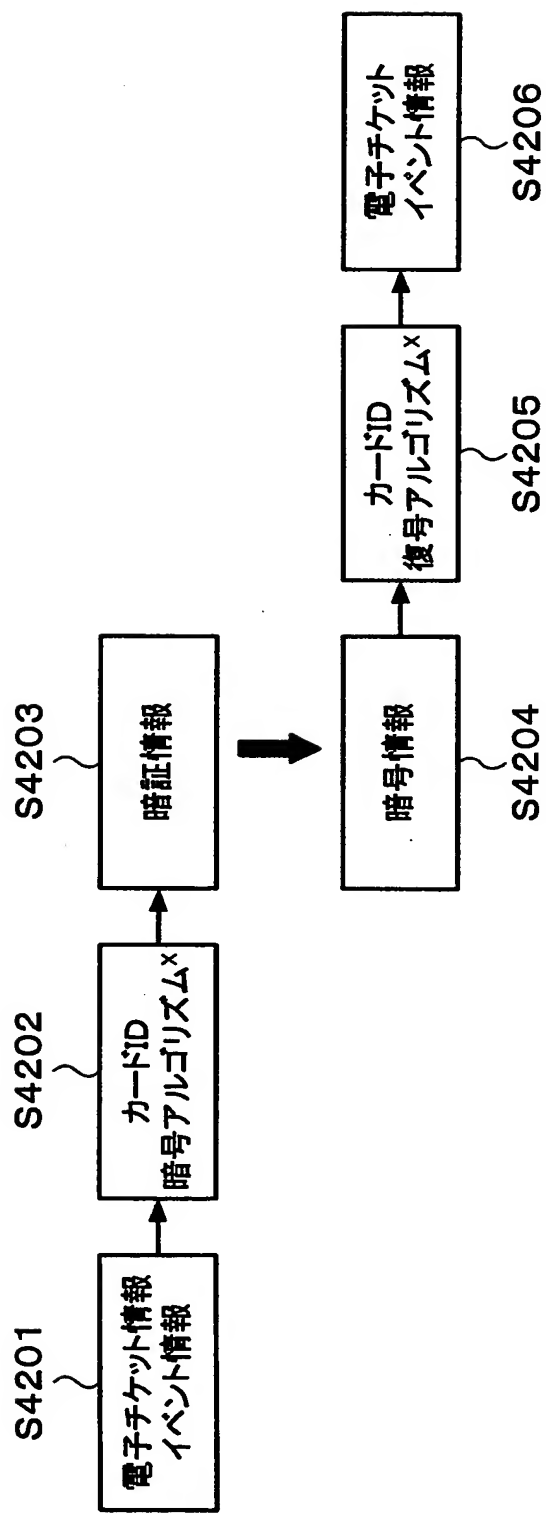 S4201
電子チケット情報
イベント情報
S4202
カードID
暗号アルゴリズムx
S4203
暗証情報
暗号情報
S4204
カードID
復号アルゴリズムx
S4205
電子チケット
イベント情報
S4206